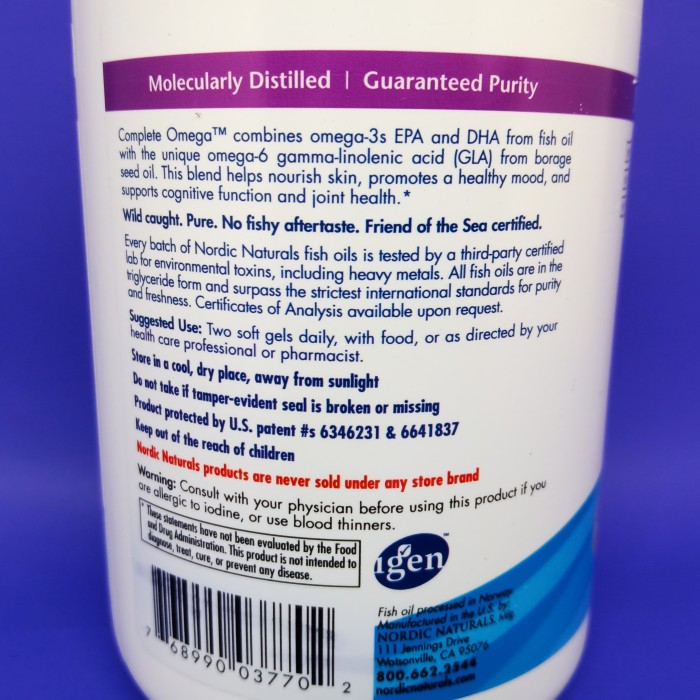 Molecularly Distilled | Guaranteed Purity
Complete Omega™ combines omega-3s EPA and DHA from fish oil
with the unique omega-6 gamma-linolenic acid (GLA) from borage
seed oil. This blend helps nourish skin, promotes a healthy mood, and
supports cognitive function and joint health.*
Wild caught. Pure. No fishy aftertaste. Friend of the Sea certified.
Every batch of Nordic Naturals fish oils is tested by a third-party certified
lab for environmental toxins, including heavy metals. All fish oils are in the
triglyceride form and surpass the strictest international standards for purity
and freshness. Certificates of Analysis available upon request.
Suggested Use: Two soft gels daily, with food, or as directed by your
health care professional or pharmacist.
Store in a cool, dry place, away from sunlight
Do not take if tamper-evident seal is broken or missing
Product protected by U.S. patent #s 6346231 & 6641837
Keep out of the reach of children
Nordic Naturals products are never sold under any store brand
Warning: Consult with your physician before using this product if you
are allergic to iodine, or use blood thinners.
* These statements have not been evaluated by the Food
and Drug Administration. This product is not intended to
diagnose, treat, cure, or prevent any disease.
igen™
Fish oil processed in Norway
Manufactured in the U.S. by:
NORDIC NATURALS, Mfg.
111 Jennings Drive
Watsonville, CA 95076
800.662.2544
nordicnaturals.com
7 68990 03770 2